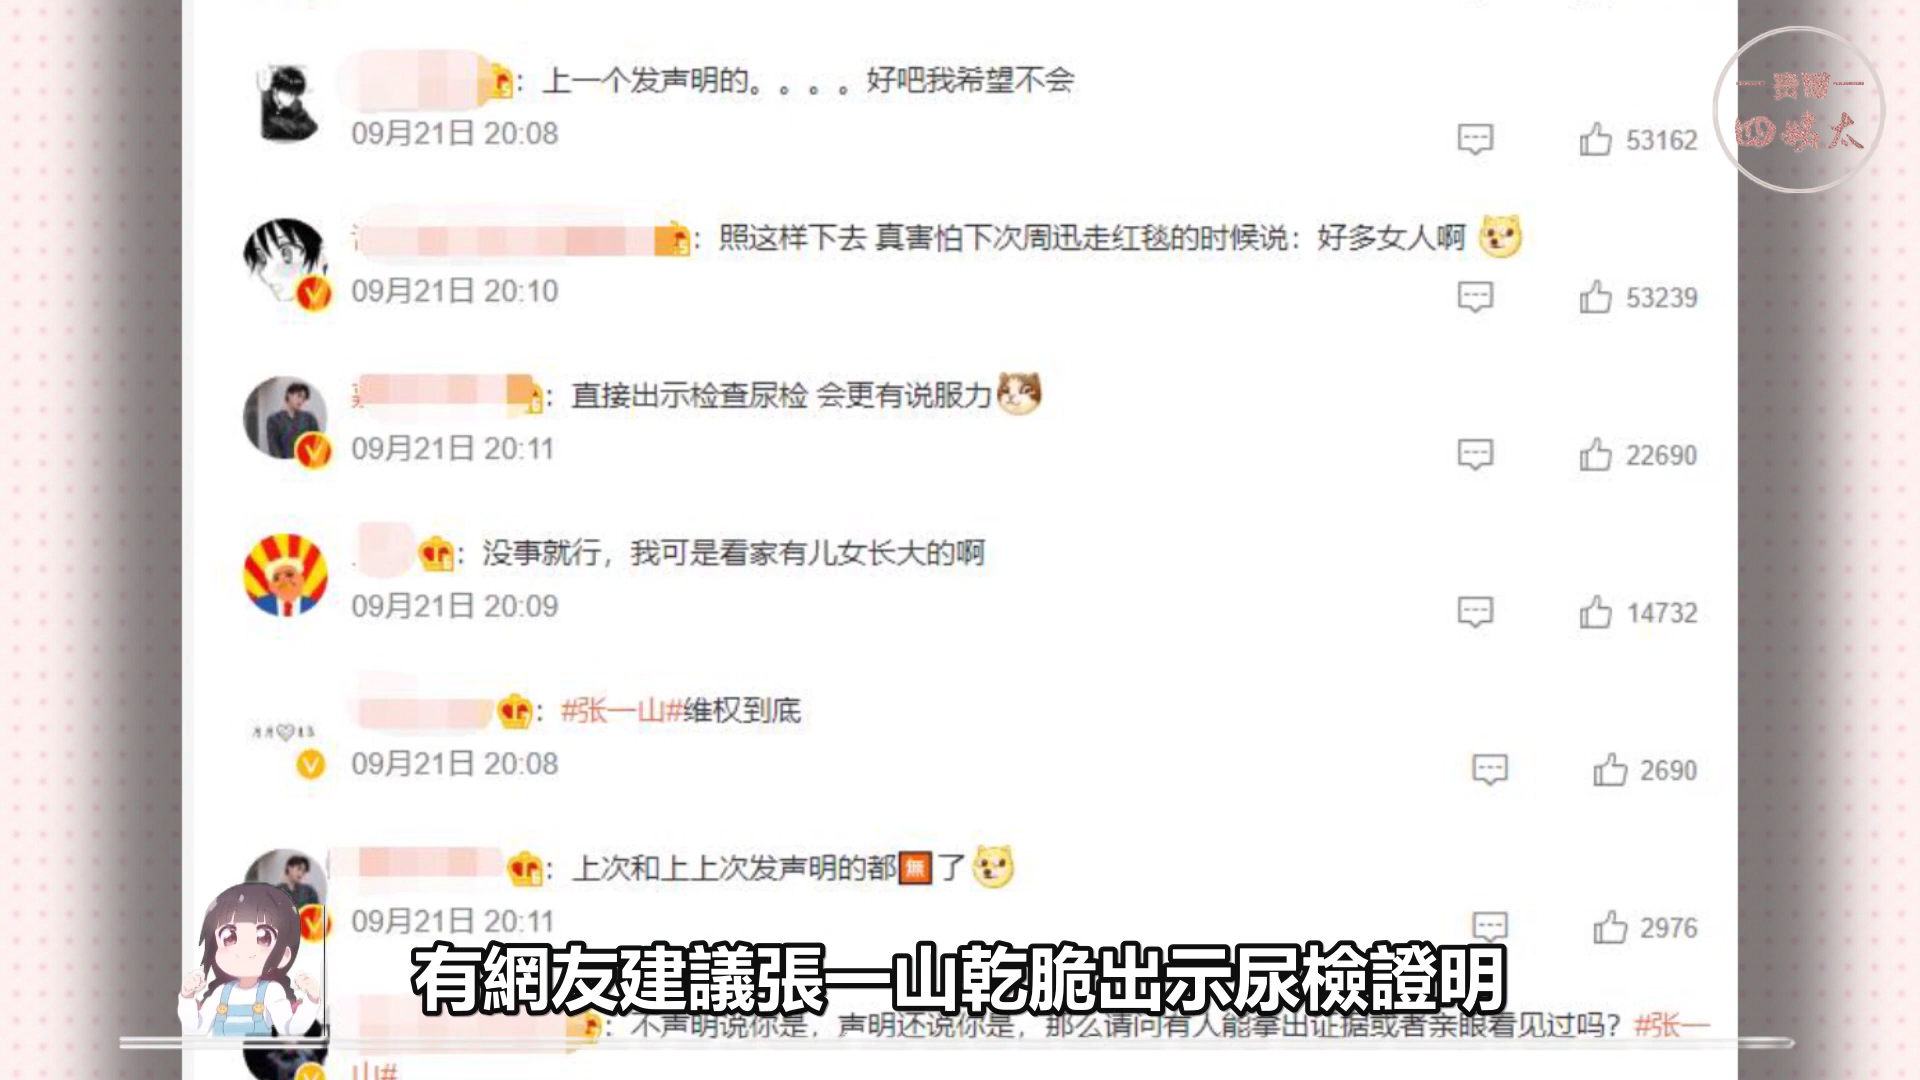 ：上一个发声明的。。。。好吧我希望不会
09月21日 20:08
53162
四姨太
：照这样下去 真害怕下次周迅走红毯的时候说：好多女人啊
09月21日 20:10
53239
：直接出示检查尿检 会更有说服力
09月21日 20:11
22690
：没事就行，我可是看家有儿女长大的啊
09月21日 20:09
14732
：#张一山#维权到底
09月21日 20:08
2690
：上次和上上次发声明的都無了
09月21日 20:11
2976
有網友建議張一山乾脆出示尿檢證明
：不声明说你是，声明还说你是，那么请问有人能拿出证据或者亲眼看见过吗？#张一
山#